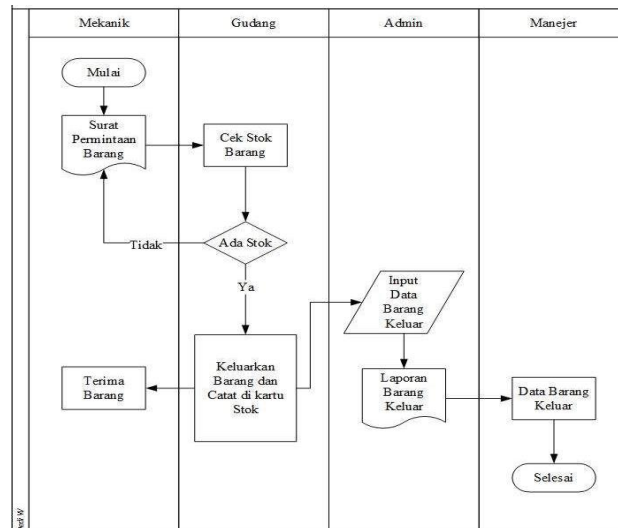 Mekanik
Gudang
Admin
Manejer
Mulai
Surat
Permintaan
Barang
Cek Stok
Barang
Tidak
Ada Stok
Ya
Input
Data
Barang
Keluar
Terima
Barang
Keluarkan
Barang dan
Catat di kartu
Stok
Laporan
Barang
Keluar
Data Barang
Keluar
Selesai